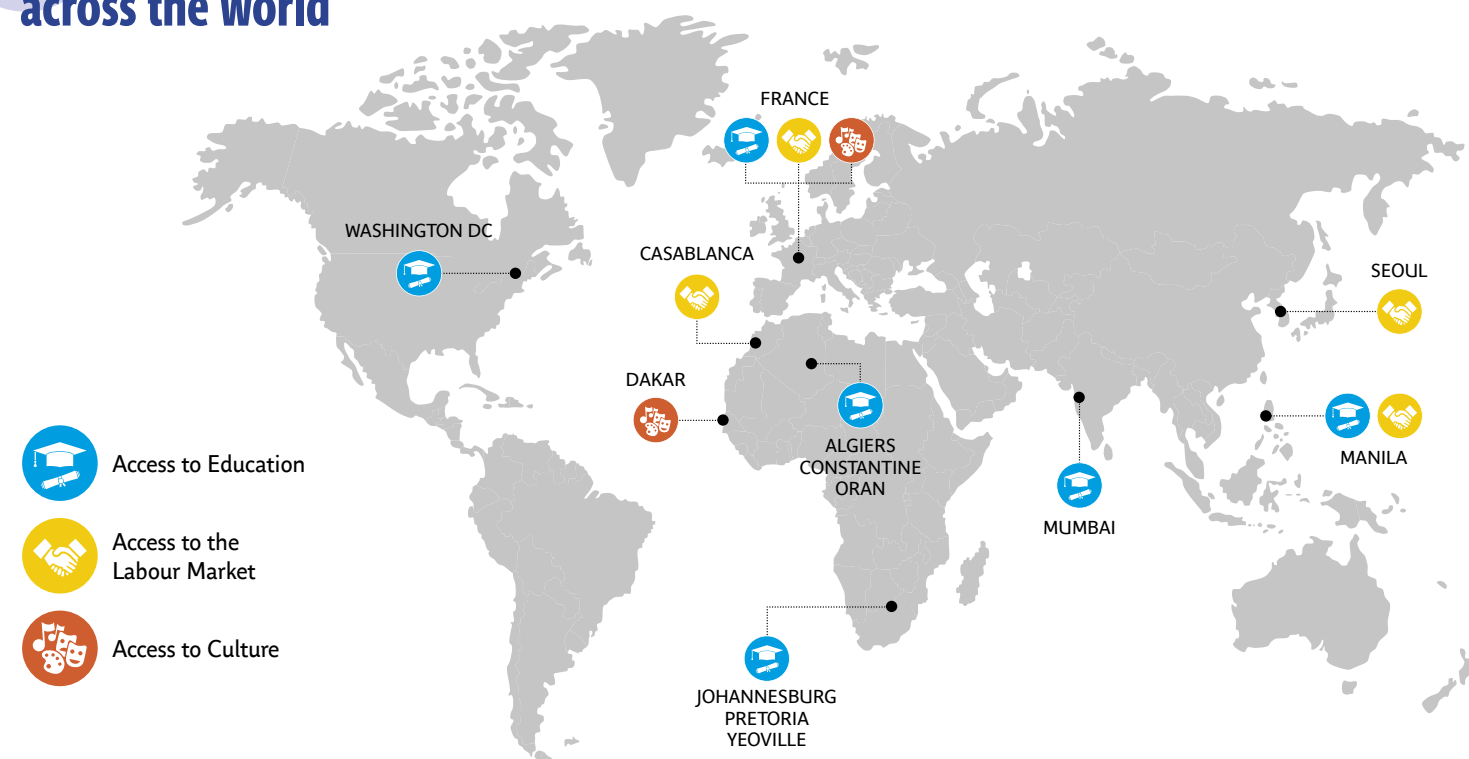 across the world
FRANCE
WASHINGTON DC
CASABLANCA
SEOUL
DAKAR
ALGIERS
CONSTANTINE
ORAN
MANILA
MUMBAI
Access to Education
Access to the
Labour Market
Access to Culture
JOHANNESBURG
PRETORIA
YEOVILLE